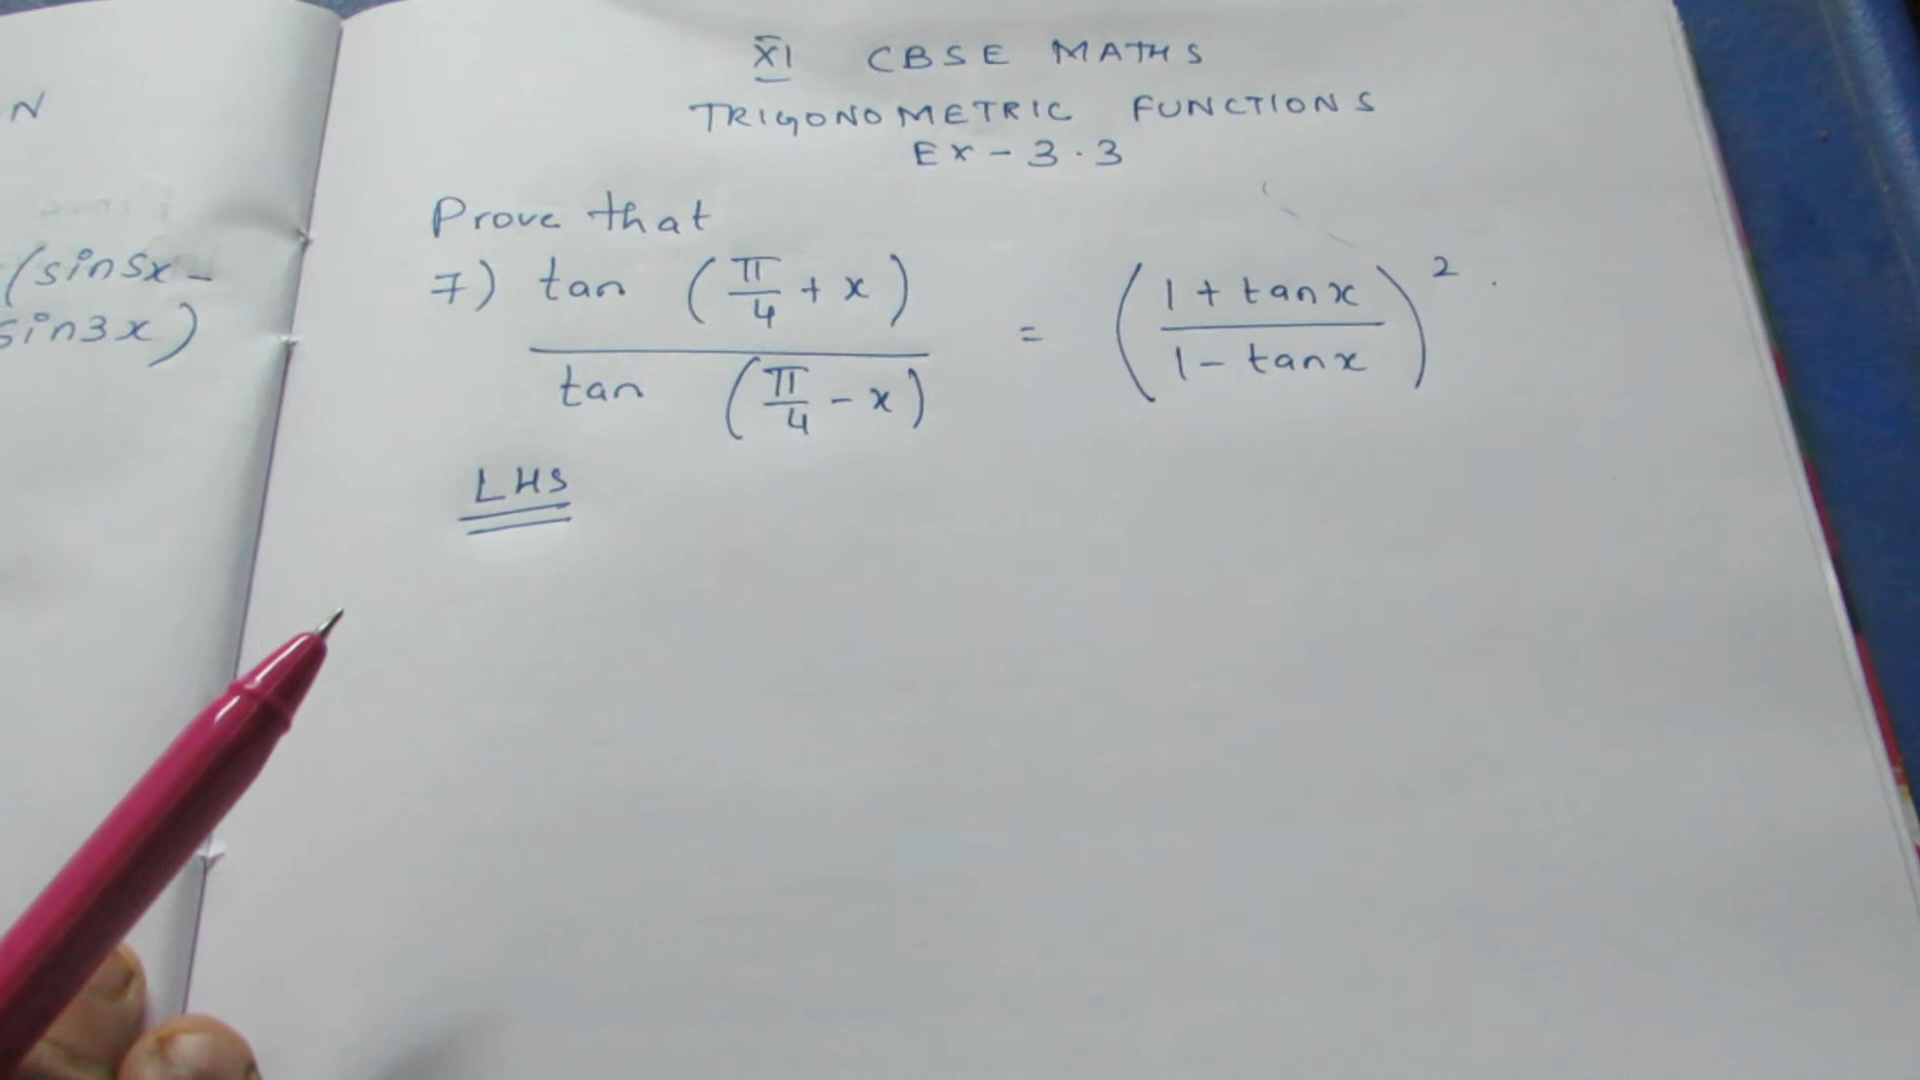 N
(sin5x -
sin3x)
XI CBSE MATHS
TRIGONOMETRIC FUNCTIONS
Ex - 3.3
Prove that
7) tan (π/4 + x) / tan (π/4 - x) = ((1 + tanx) / (1 - tanx))²
LHS